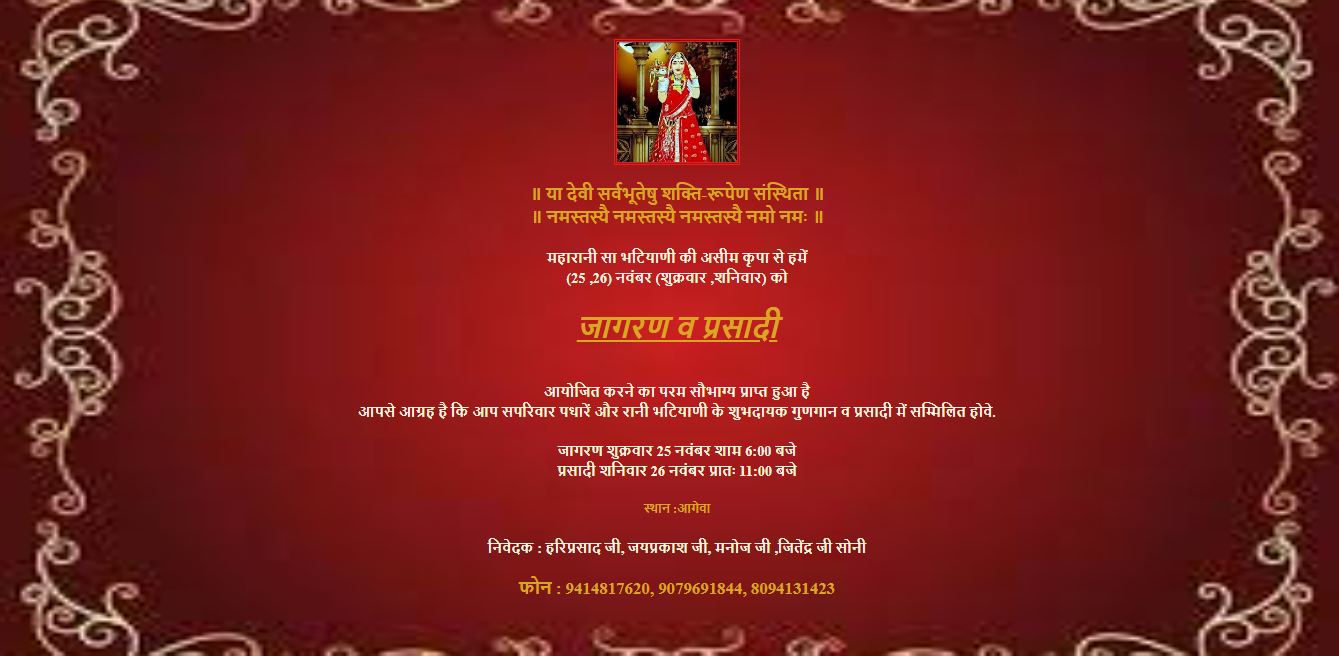 ॥ या देवी सर्वभूतेषु शक्ति-रूपेण संस्थिता ॥
॥ नमस्तस्यै नमस्तस्यै नमस्तस्यै नमो नमः ॥
महारानी सा भटियाणी की असीम कृपा से हमें
(25 ,26) नवंबर (शुक्रवार ,शनिवार) को
जागरण व प्रसादी
आयोजित करने का परम सौभाग्य प्राप्त हुआ है
आपसे आग्रह है कि आप सपरिवार पधारें और रानी भटियाणी के शुभदायक गुणगान व प्रसादी में सम्मिलित होवे.
जागरण शुक्रवार 25 नवंबर शाम 6:00 बजे
प्रसादी शनिवार 26 नवंबर प्रातः 11:00 बजे
स्थान :आगेवा
निवेदक : हरिप्रसाद जी, जयप्रकाश जी, मनोज जी ,जितेंद्र जी सोनी
फोन : 9414817620, 9079691844, 8094131423